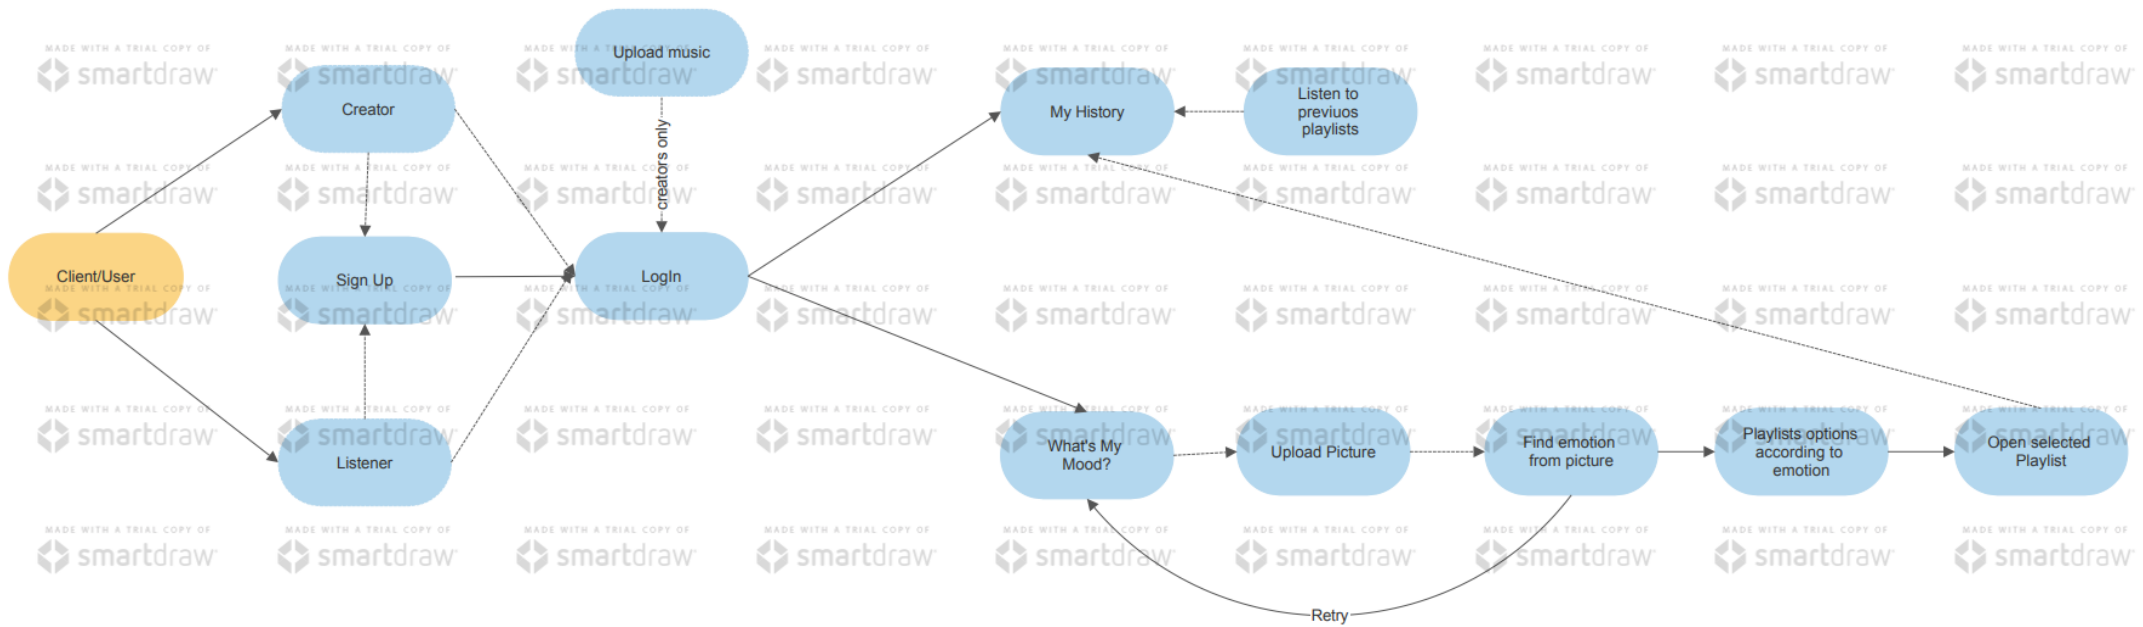 Upload music
creators only
Creator
Client/User
Sign Up
LogIn
Listener
My History
Listen to
previuos
playlists
What's My
Mood?
Upload Picture
Find emotion
from picture
Playlists options
according to
emotion
Open selected
Playlist
Retry
MADE WITH A TRIAL COPY OF
smartdraw